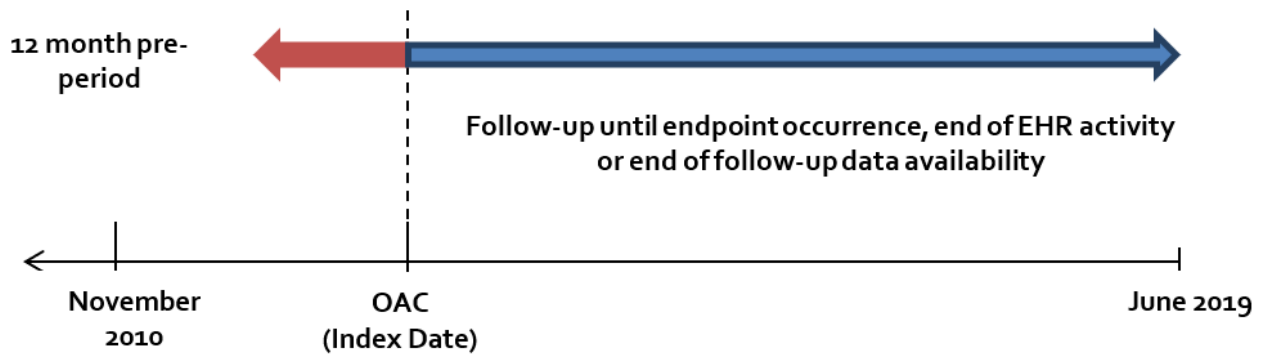 12 month pre-
period
Follow-up until endpoint occurrence, end of EHR activity
or end of follow-up data availability
November
2010
OAC
(Index Date)
June 2019